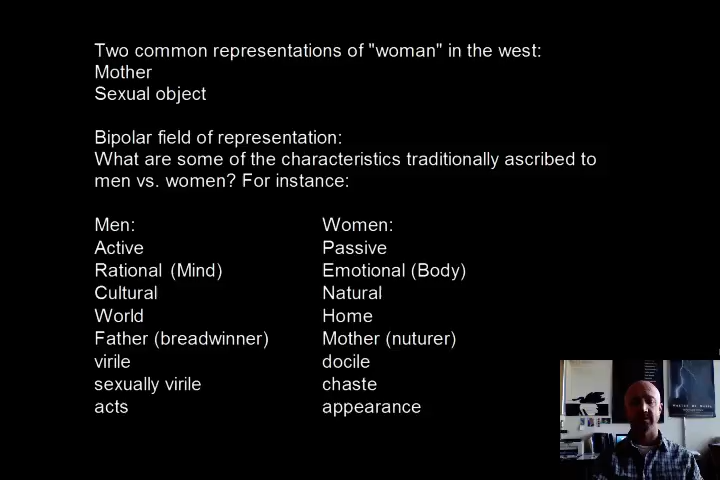 Two common representations of "woman" in the west:
Mother
Sexual object
Bipolar field of representation:
What are some of the characteristics traditionally ascribed to
men vs. women? For instance:
Men: Women:
Active Passive
Rational (Mind) Emotional (Body)
Cultural Natural
World Home
Father (breadwinner) Mother (nuturer)
virile docile
sexually virile chaste
acts appearance